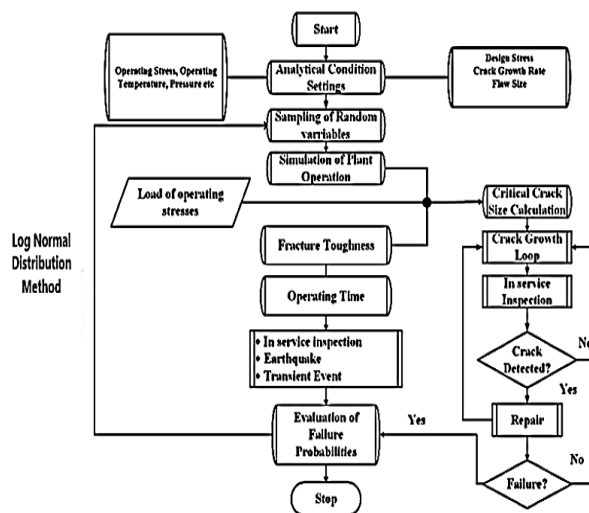 Start
Operating Stress, Operating
Temperature, Pressure etc
Analytical Condition
Settings
Design Stress
Crack Growth Rate
Flaw Size
Sampling of Random
varriables
Simulation of Plant
Operation
Load of operating
stresses
Critical Crack
Size Calculation
Log Normal
Distribution
Method
Fracture Toughness
Crack Growth
Loop
Operating Time
In service
Inspection
♦ In service inspection
♦ Earthquake
♦ Transient Event
Crack
Detected?
No
Yes
Evaluation of
Failure
Probabilities
Yes
Repair
No
Failure?
Stop